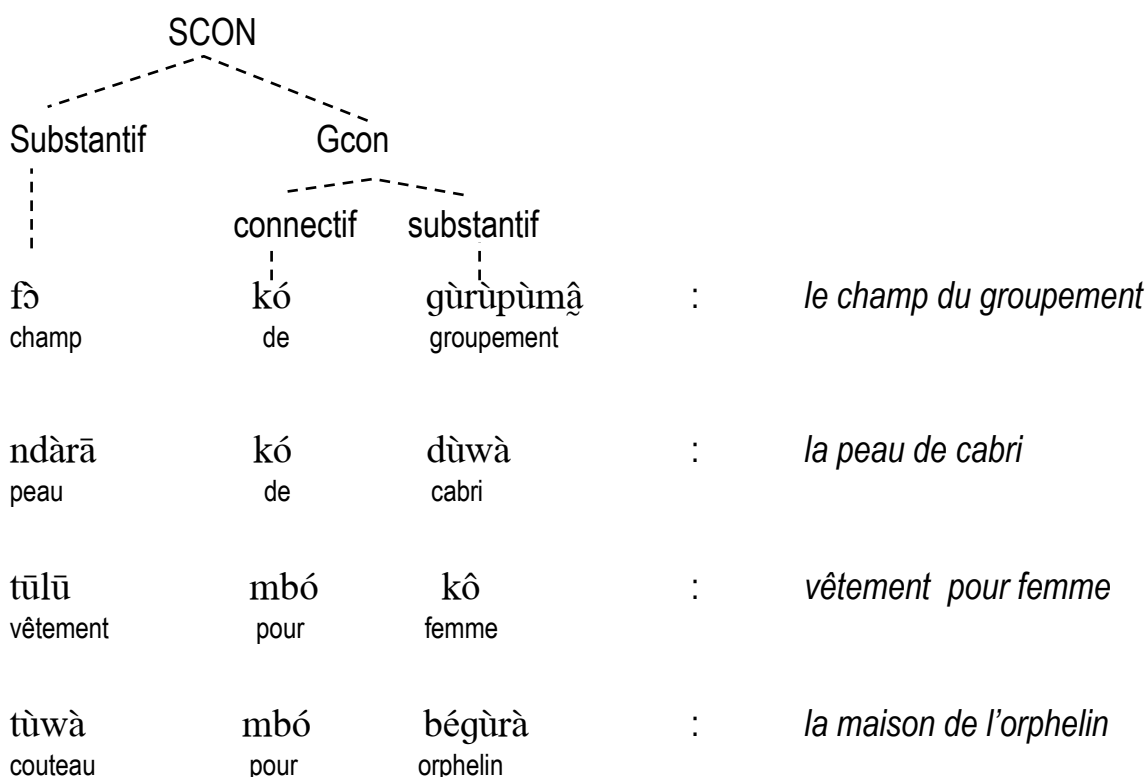 SCON
Substantif Gcon
connectif substantif
fɔ̀ kó gùrùpùmâ̰ : le champ du groupement
champ de groupement
ndàrā kó dùwà : la peau de cabri
peau de cabri
tūlū mbó kô : vêtement pour femme
vêtement pour femme
tùwà mbó bégùrà : la maison de l’orphelin
couteau pour orphelin